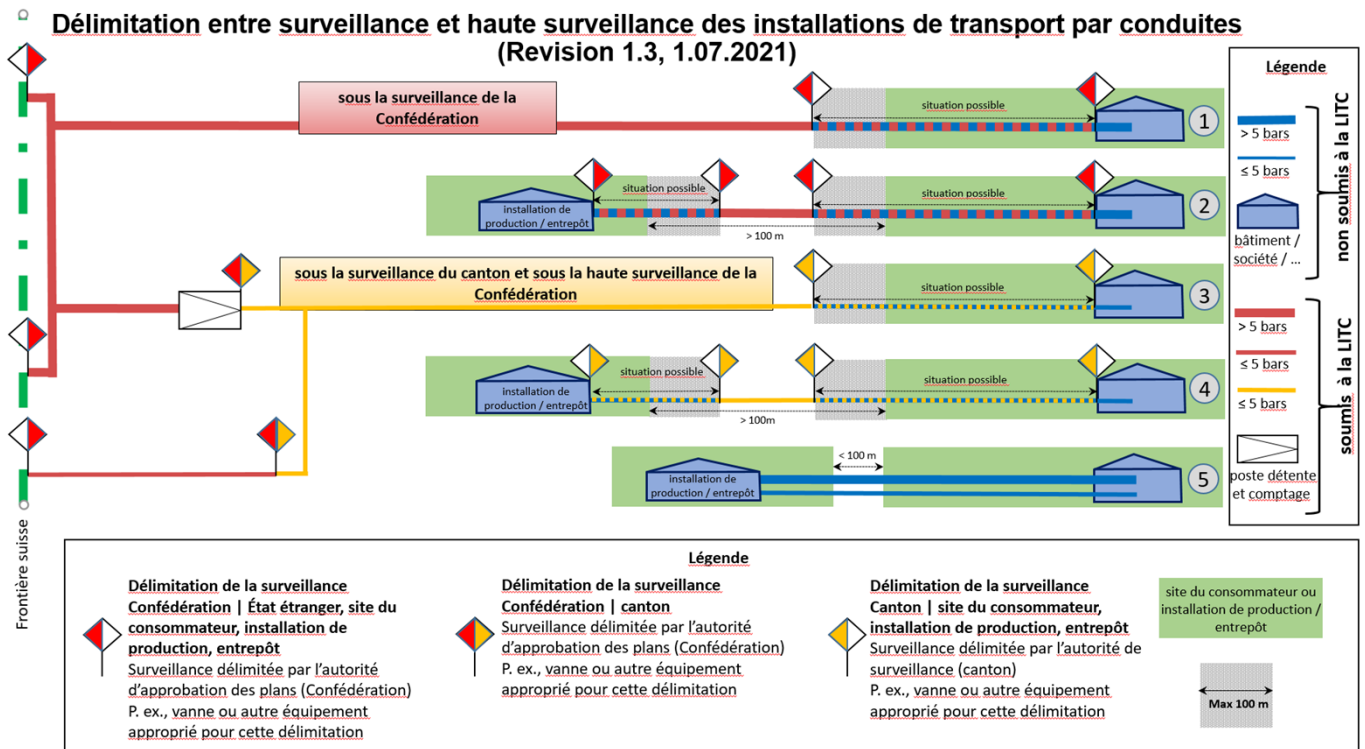 Délimitation entre surveillance et haute surveillance des installations de transport par conduites
(Revision 1.3, 1.07.2021)
sous la surveillance de la
Confédération
situation possible
1
situation possible
installation de
production / entrepôt
situation possible
2
> 100 m
sous la surveillance du canton et sous la haute surveillance de la
Confédération
situation possible
3
situation possible
installation de
production / entrepôt
situation possible
4
> 100m
< 100 m
installation de
production / entrepôt
5
Frontière suisse
Légende
> 5 bars
≤ 5 bars
bâtiment /
société / ...
non soumis à la LITC
> 5 bars
≤ 5 bars
≤ 5 bars
poste détente
et comptage
soumis à la LITC
Légende
Délimitation de la surveillance
Confédération | État étranger, site du
consommateur, installation de
production, entrepôt
Surveillance délimitée par l'autorité
d'approbation des plans (Confédération)
P. ex., vanne ou autre équipement
approprié pour cette délimitation
Délimitation de la surveillance
Confédération | canton
Surveillance délimitée par l'autorité
d'approbation des plans (Confédération)
P. ex., vanne ou autre équipement
approprié pour cette délimitation
Délimitation de la surveillance
Canton | site du consommateur,
installation de production, entrepôt
Surveillance délimitée par l'autorité de
surveillance (canton)
P. ex., vanne ou autre équipement
approprié pour cette délimitation
site du consommateur ou
installation de production /
entrepôt
Max 100 m